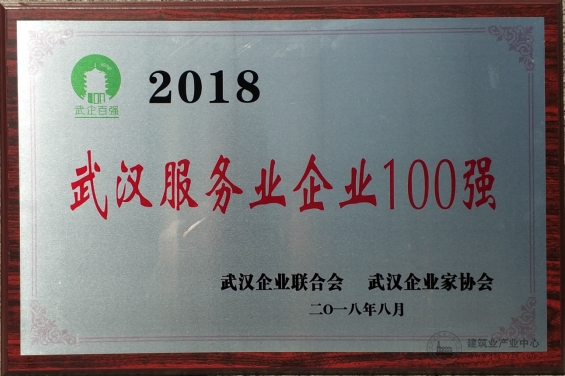 武企百强
2018
武汉服务业企业100强
武汉企业联合会 武汉企业家协会
二〇一八年八月
建筑业产业中心